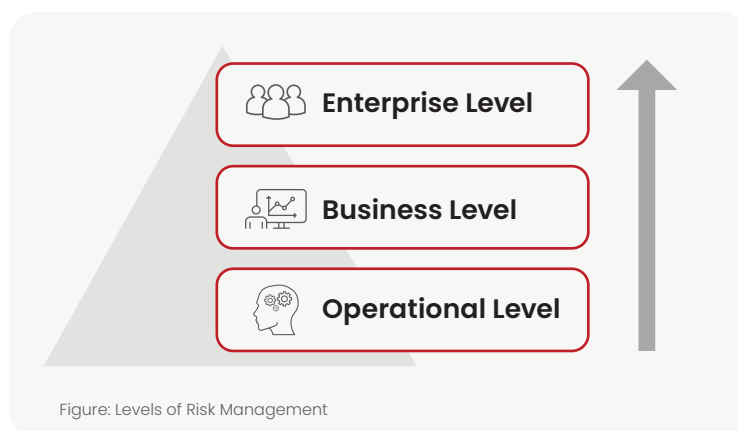 Enterprise Level
Business Level
Operational Level
Figure: Levels of Risk Management